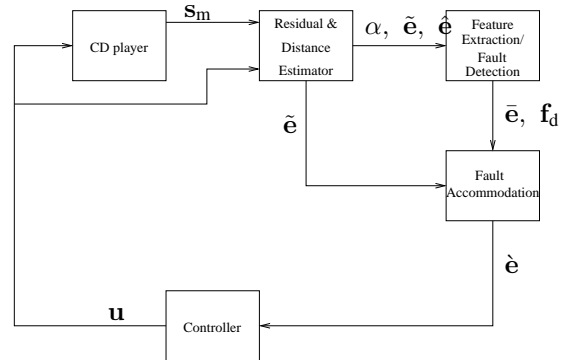 s_m
CD player
Residual &
Distance
Estimator
α, ẽ, ê
Feature
Extraction/
Fault
Detection
ẽ
ē, f_d
Fault
Accommodation
è
u
Controller